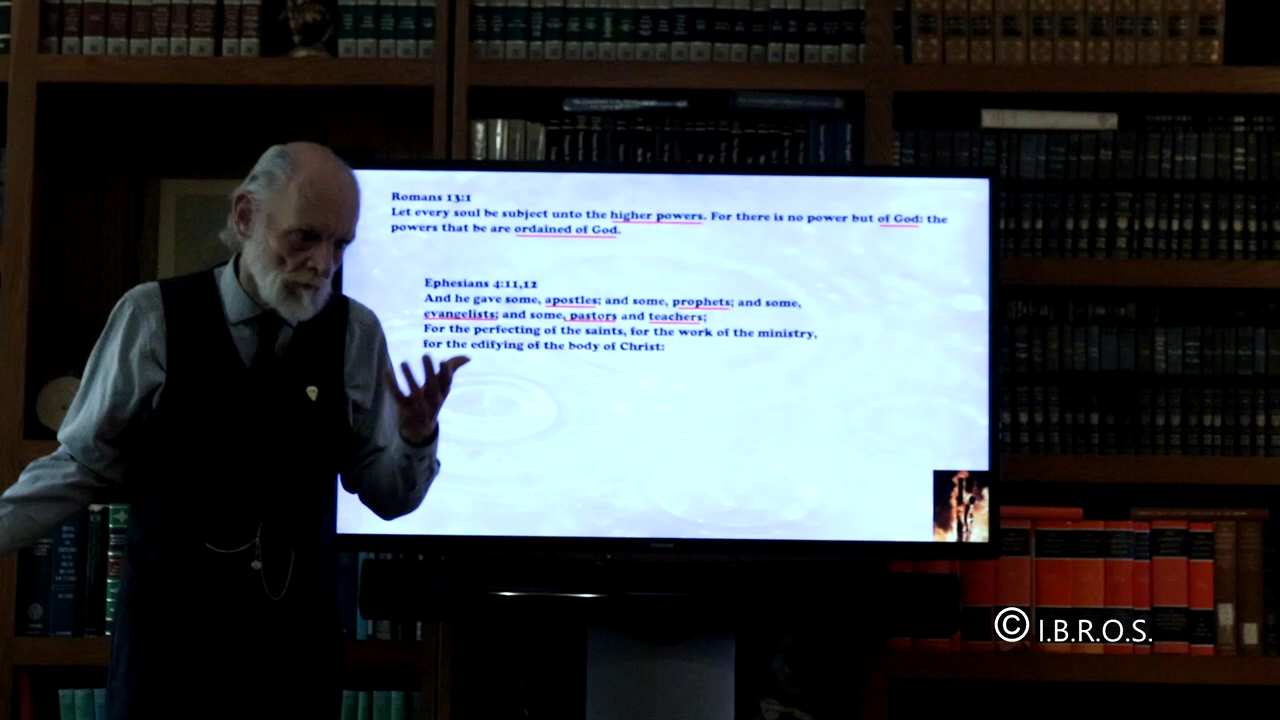 Romans 13:1
Let every soul be subject unto the higher powers. For there is no power but of God: the
powers that be are ordained of God.
Ephesians 4:11,12
And he gave some, apostles; and some, prophets; and some,
evangelists; and some, pastors and teachers;
For the perfecting of the saints, for the work of the ministry,
for the edifying of the body of Christ:
© I.B.R.O.S.